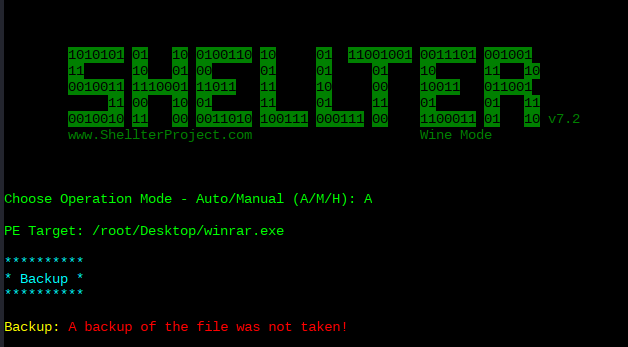 1010101 01 10 0100110 10 01 11001001 0011101 001001
11 10 01 00 01 01 01 10 11 10
0010011 1110001 11011 11 10 00 10011 011001
11 00 10 01 11 01 11 01 01 11
0010010 11 00 0011010 100111 000111 00 1100011 01 10 v7.2
www.ShellterProject.com Wine Mode
Choose Operation Mode - Auto/Manual (A/M/H): A
PE Target: /root/Desktop/winrar.exe
**********
* Backup *
**********
Backup: A backup of the file was not taken!